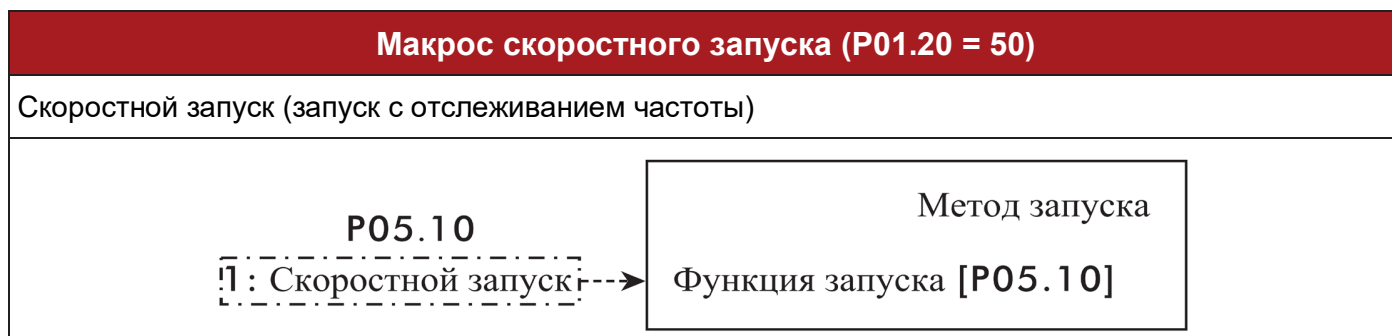 Макрос скоростного запуска (P01.20 = 50)
Скоростной запуск (запуск с отслеживанием частоты)
Метод запуска
P05.10
1: Скоростной запуск
Функция запуска [P05.10]